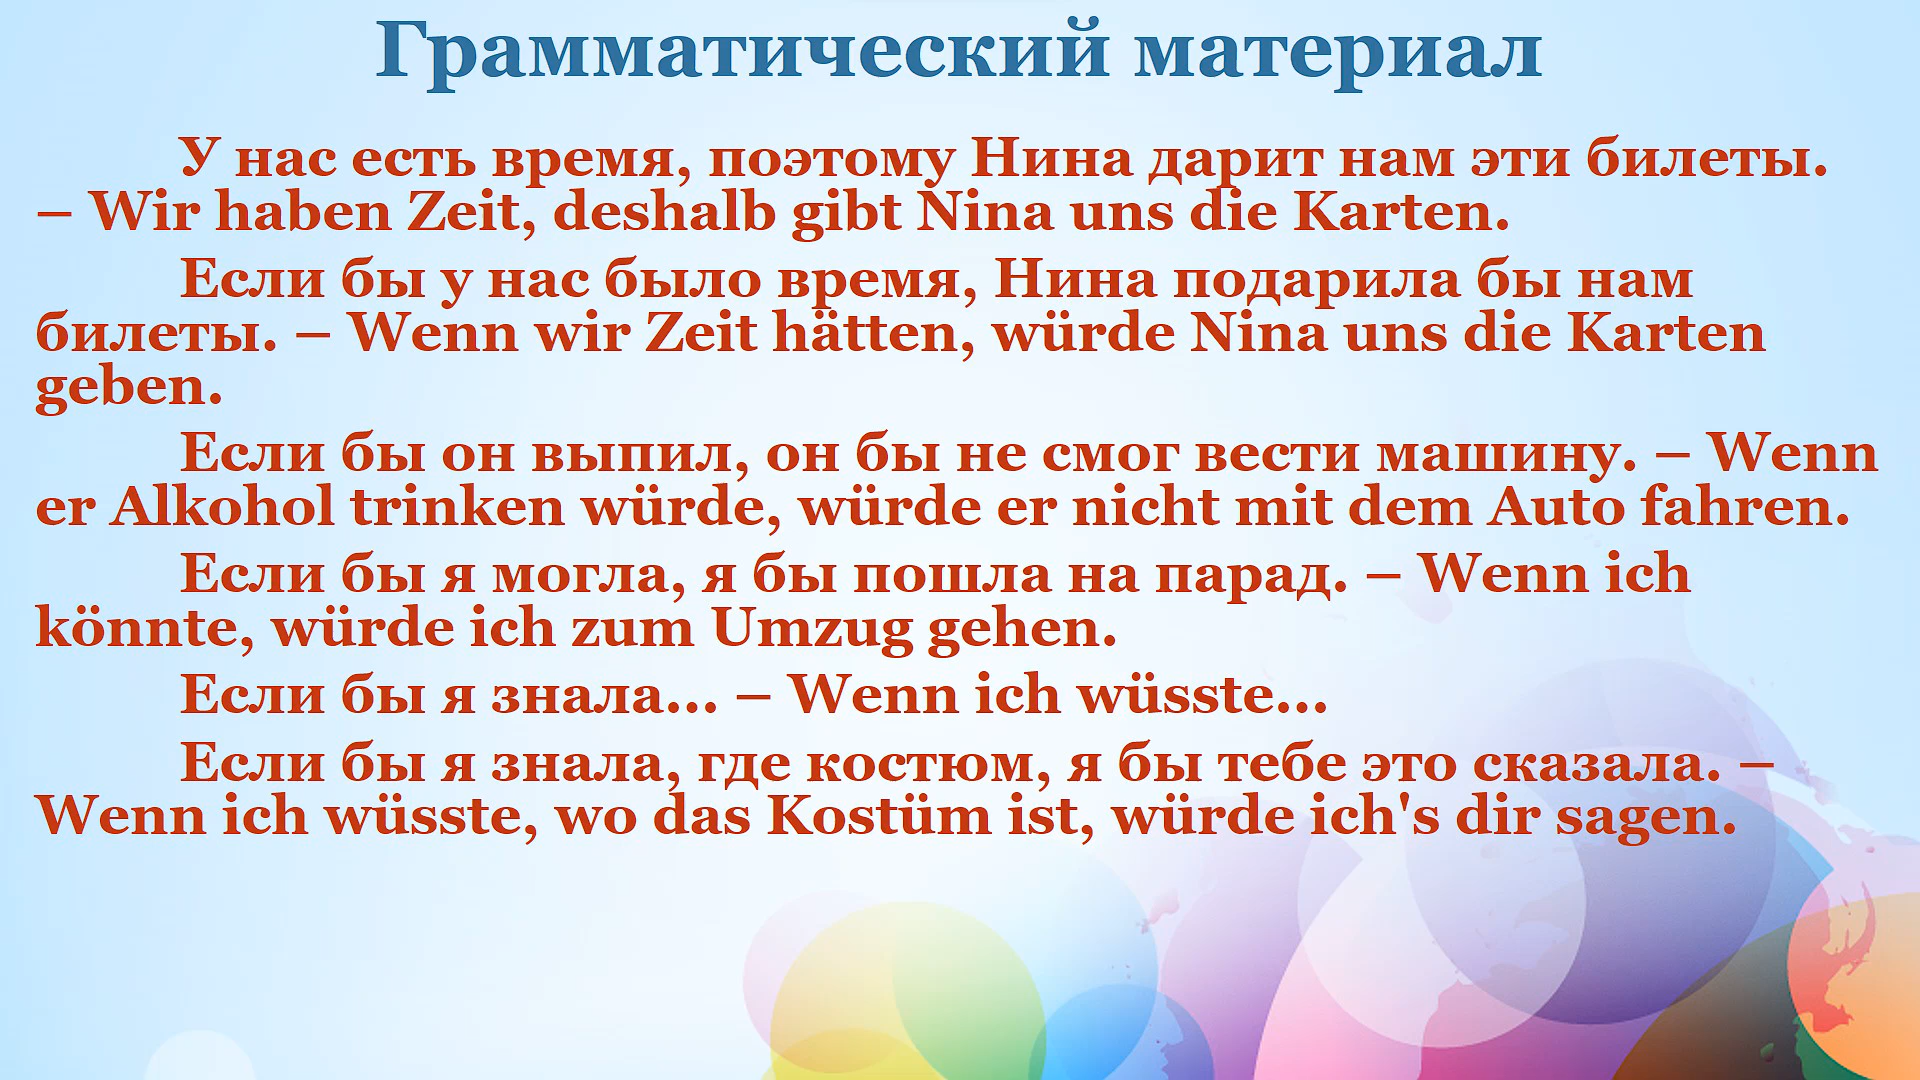 Грамматический материал
У нас есть время, поэтому Нина дарит нам эти билеты.
– Wir haben Zeit, deshalb gibt Nina uns die Karten.
Если бы у нас было время, Нина подарила бы нам
билеты. – Wenn wir Zeit hätten, würde Nina uns die Karten
geben.
Если бы он выпил, он бы не смог вести машину. – Wenn
er Alkohol trinken würde, würde er nicht mit dem Auto fahren.
Если бы я могла, я бы пошла на парад. – Wenn ich
könnte, würde ich zum Umzug gehen.
Если бы я знала... – Wenn ich wüsste...
Если бы я знала, где костюм, я бы тебе это сказала. –
Wenn ich wüsste, wo das Kostüm ist, würde ich's dir sagen.